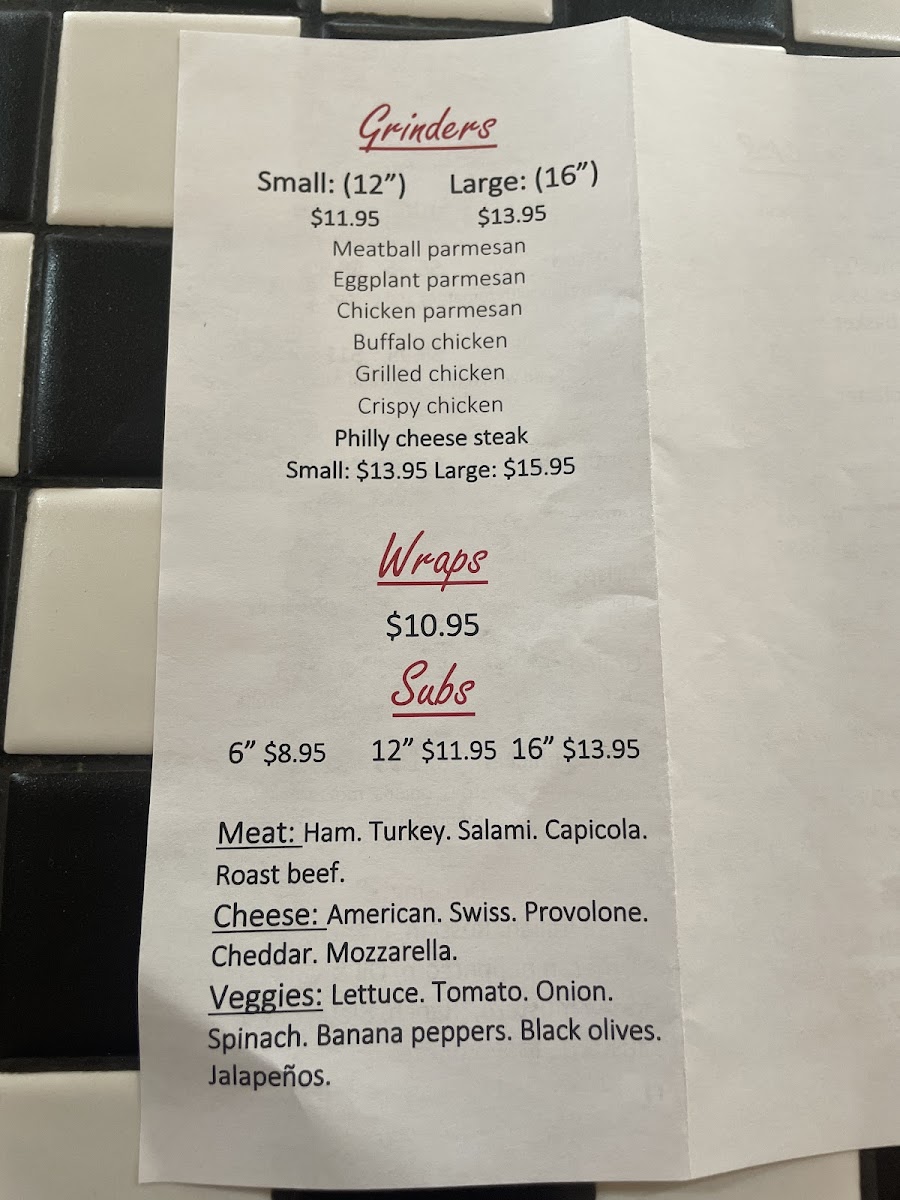 Grinders
Small: (12”) Large: (16”)
$11.95 $13.95
Meatball parmesan
Eggplant parmesan
Chicken parmesan
Buffalo chicken
Grilled chicken
Crispy chicken
Philly cheese steak
Small: $13.95 Large: $15.95
Wraps
$10.95
Subs
6” $8.95 12” $11.95 16” $13.95
Meat: Ham. Turkey. Salami. Capicola.
Roast beef.
Cheese: American. Swiss. Provolone.
Cheddar. Mozzarella.
Veggies: Lettuce. Tomato. Onion.
Spinach. Banana peppers. Black olives.
Jalapeños.